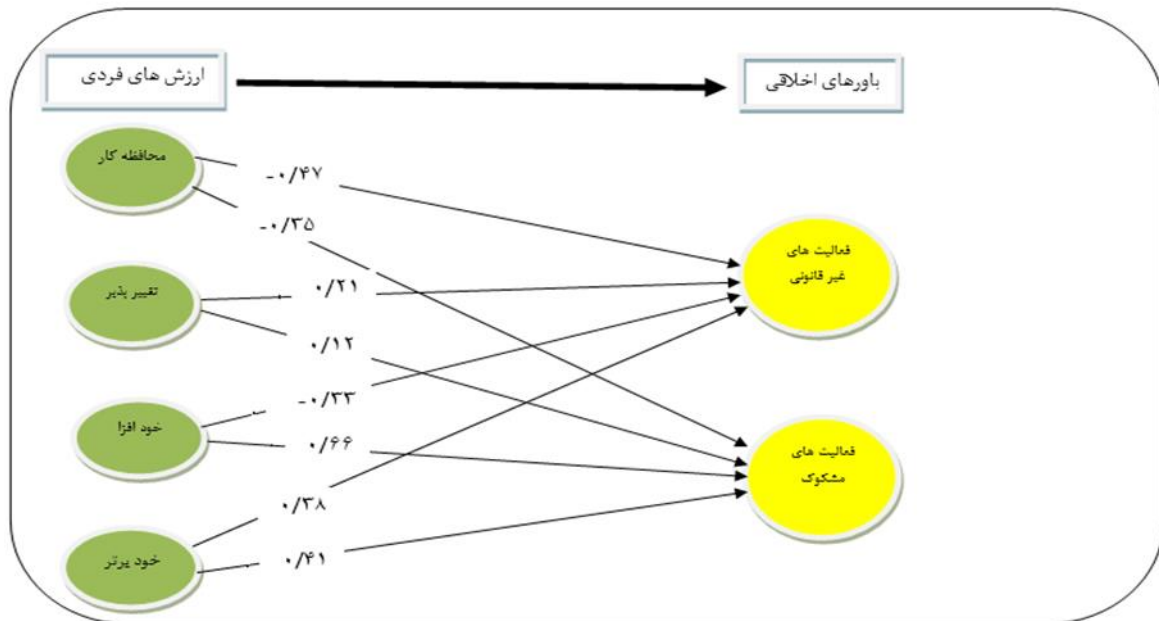 ارزش های فردی
باورهای اخلاقی
محافظه کار
-۰/۴۷
-۰/۳۵
فعالیت های
غیر قانونی
تقییر پذیر
۰/۲۱
۰/۱۲
خود افزا
-۰/۳۳
۰/۶۶
فعالیت های
مشکوک
خود برتر
۰/۳۸
۰/۴۱